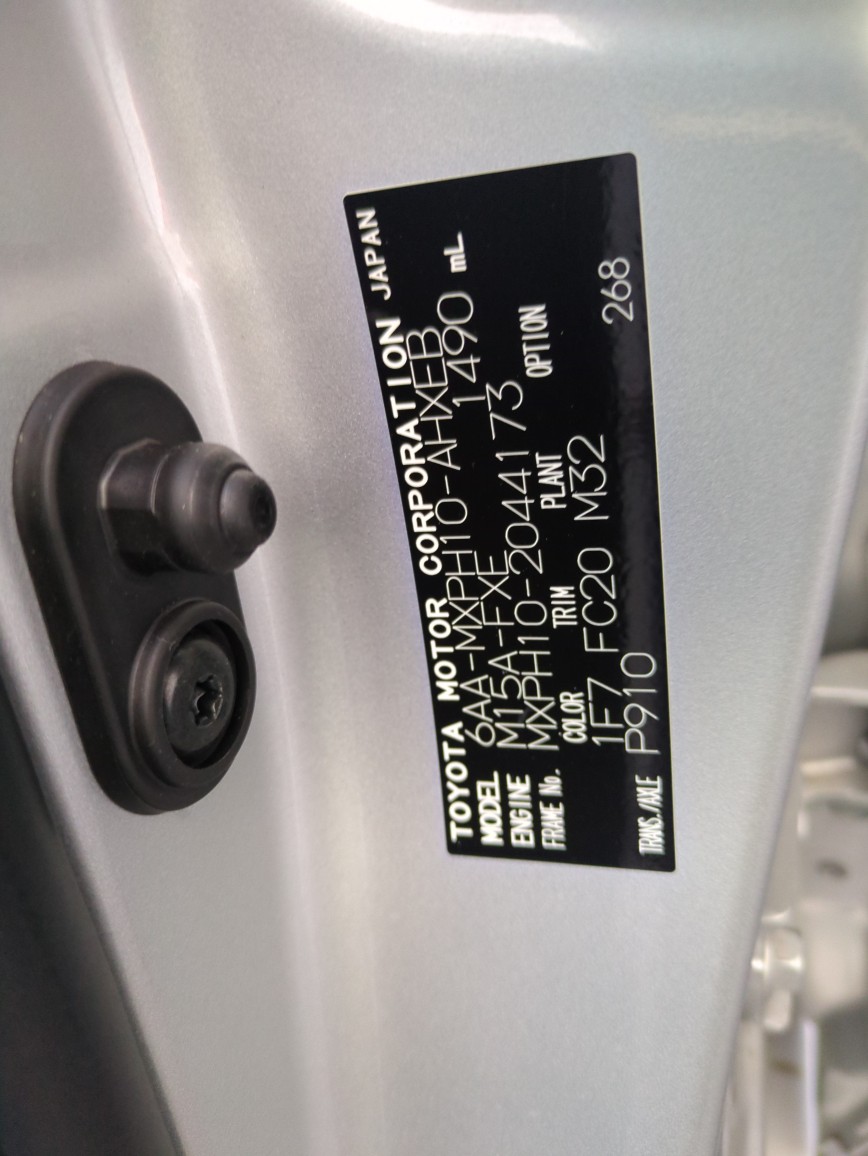 TOYOTA MOTOR CORPORATION JAPAN
MODEL 6AA-MXPH10-AHXEB
ENGINE M15A-FXE 1490 mL
FRAME No. MXPH10-2044173
COLOR TRIM PLANT OPTION
1F7 FC20 M32
TRANS./AXLE P910 268